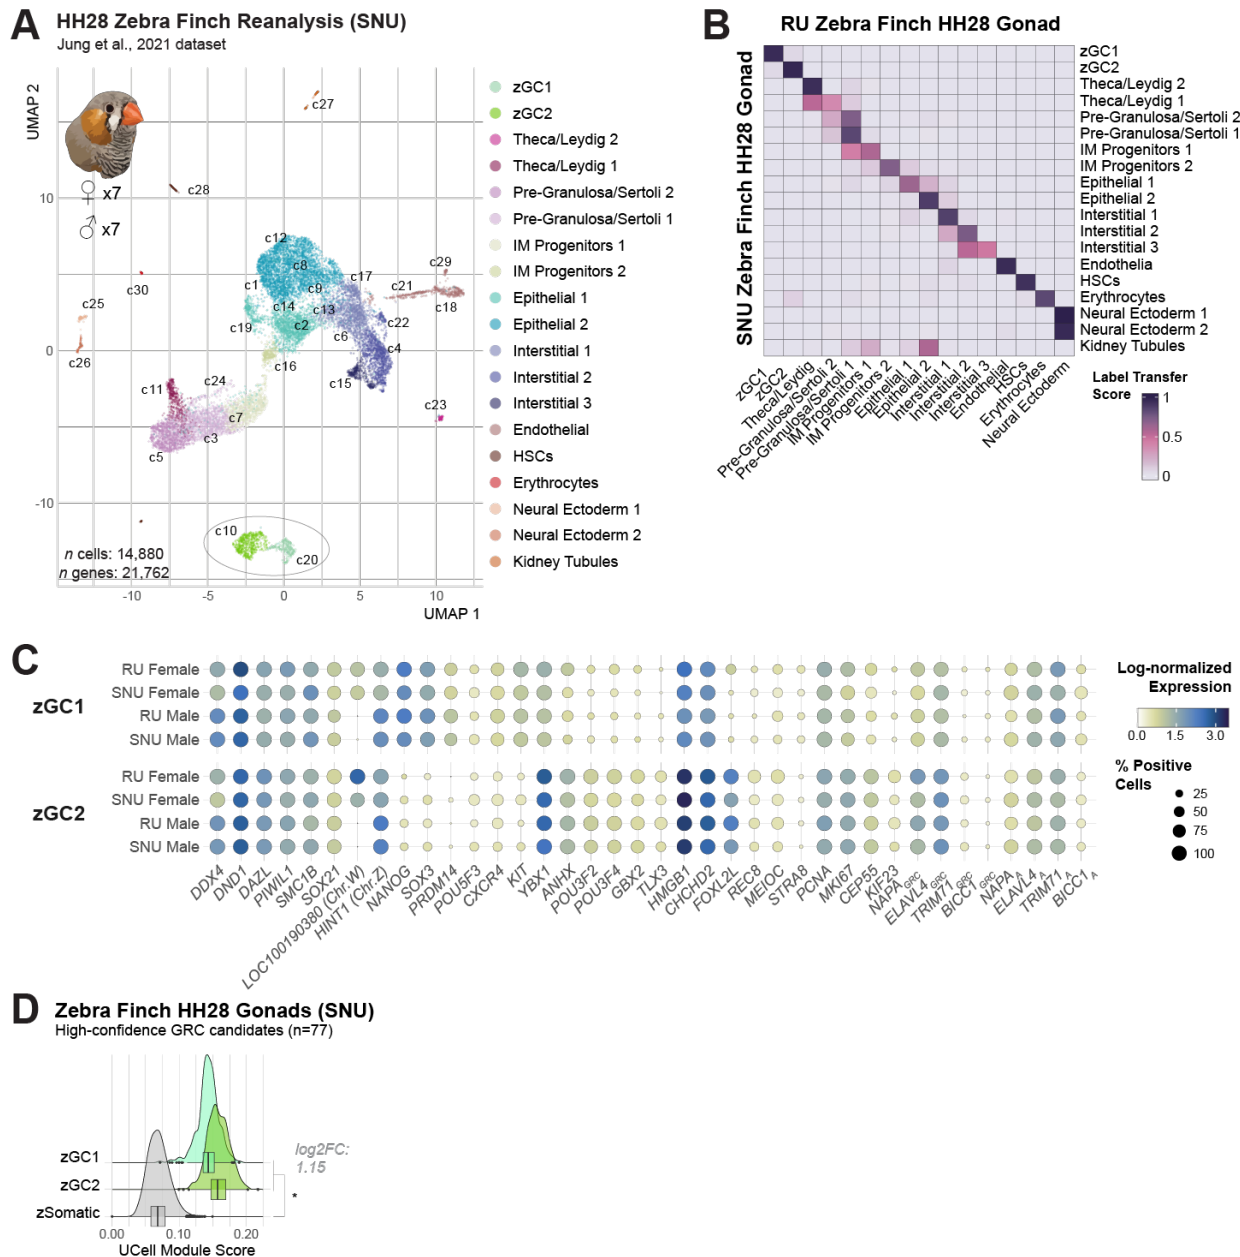 A HH28 Zebra Finch Reanalysis (SNU)
Jung et al., 2021 dataset
UMAP 2
♀ x7
♂ x7
10
0
-10
-10
-5
0
5
10
UMAP 1
c27
c28
c12
c8
c1
c9
c17
c29
c21
c18
c30
c14
c13
c25
c19
c2
c6
c22
c26
c16
c4
c15
c11
c24
c7
c23
c3
c5
c10
c20
n cells: 14,880
n genes: 21,762
zGC1
zGC2
Theca/Leydig 2
Theca/Leydig 1
Pre-Granulosa/Sertoli 2
Pre-Granulosa/Sertoli 1
IM Progenitors 1
IM Progenitors 2
Epithelial 1
Epithelial 2
Interstitial 1
Interstitial 2
Interstitial 3
Endothelial
HSCs
Erythrocytes
Neural Ectoderm 1
Neural Ectoderm 2
Kidney Tubules
B RU Zebra Finch HH28 Gonad
SNU Zebra Finch HH28 Gonad
zGC1
zGC2
Theca/Leydig 2
Theca/Leydig 1
Pre-Granulosa/Sertoli 2
Pre-Granulosa/Sertoli 1
IM Progenitors 1
IM Progenitors 2
Epithelial 1
Epithelial 2
Interstitial 1
Interstitial 2
Interstitial 3
Endothelia
HSCs
Erythrocytes
Neural Ectoderm 1
Neural Ectoderm 2
Kidney Tubules
zGC1
zGC2
Theca/Leydig
Pre-Granulosa/Sertoli 2
Pre-Granulosa/Sertoli 1
IM Progenitors 1
IM Progenitors 2
Epithelial 1
Epithelial 2
Interstitial 1
Interstitial 2
Interstitial 3
Endothelial
HSCs
Erythrocytes
Neural Ectoderm
Label Transfer
Score
1
0.5
0
C
zGC1
RU Female
SNU Female
RU Male
SNU Male
zGC2
RU Female
SNU Female
RU Male
SNU Male
DDX4
DND1
DAZL
PIWIL1
SMC1B
SOX21
LOC100190380 (Chr.W)
HINT1 (Chr.Z)
NANOG
SOX3
PRDM14
POU5F3
CXCR4
KIT
YBX1
ANHX
POU3F2
POU3F4
GBX2
TLX3
HMGB1
CHCHD2
FOXL2L
REC8
MEIOC
STRA8
PCNA
MKI67
CEP55
KIF23
NAPA GRC
ELAVL4 GRC
TRIM71 GRC
BICC1 GRC
NAPA A
ELAVL4 A
TRIM71 A
BICC1 A
Log-normalized
Expression
0.0 1.5 3.0
% Positive
Cells
25
50
75
100
D Zebra Finch HH28 Gonads (SNU)
High-confidence GRC candidates (n=77)
zGC1
zGC2
zSomatic
log2FC:
1.15
*
0.00 0.10 0.20
UCell Module Score